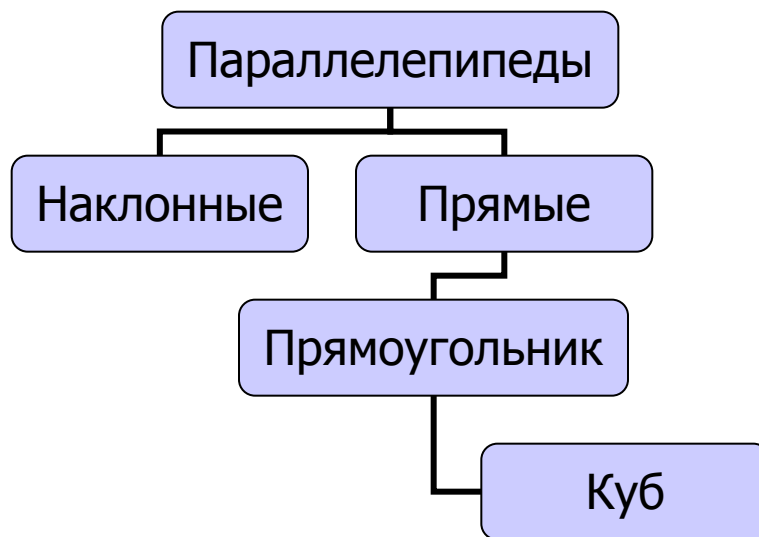 Параллелепипеды
Наклонные
Прямые
Прямоугольник
Куб